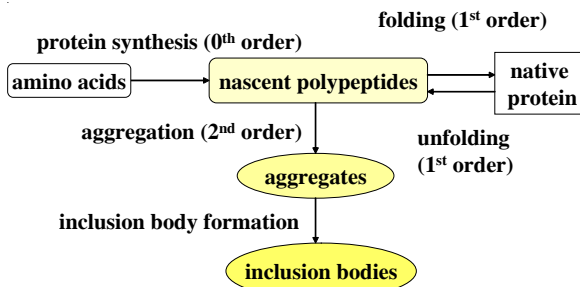 folding (1st order)
protein synthesis (0th order)
amino acids
nascent polypeptides
native
protein
aggregation (2nd order)
unfolding
(1st order)
aggregates
inclusion body formation
inclusion bodies